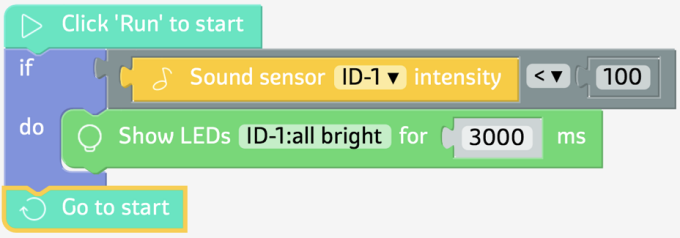 Click 'Run' to start
if Sound sensor ID-1 ▾ intensity < ▾ 100
do Show LEDs ID-1:all bright for 3000 ms
Go to start